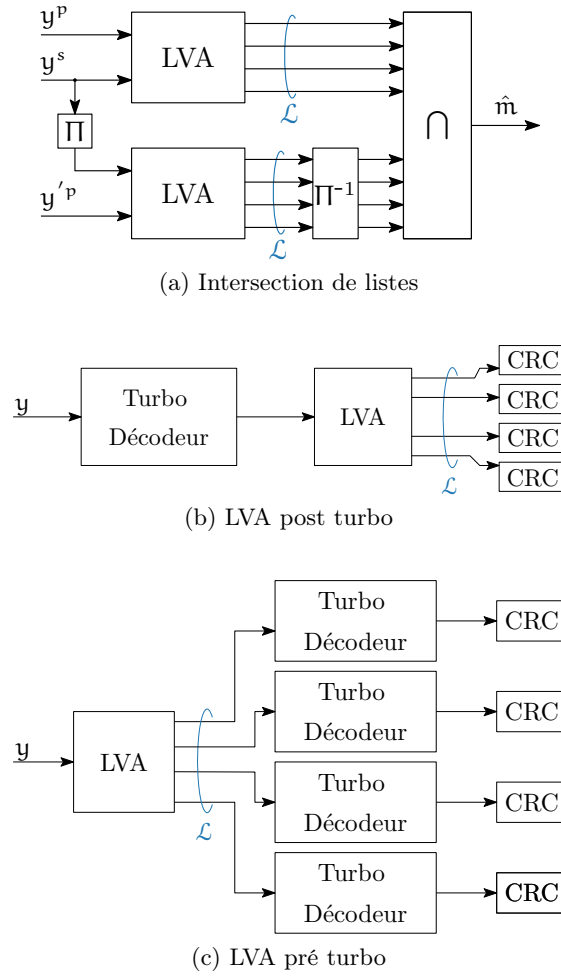 y^p
LVA
y^s
Π
m̂
∩
ℒ
y'^p
LVA
Π^-1
ℒ
(a) Intersection de listes
y
Turbo
Décodeur
LVA
CRC
CRC
CRC
CRC
ℒ
(b) LVA post turbo
Turbo
Décodeur
CRC
Turbo
Décodeur
CRC
y
LVA
ℒ
Turbo
Décodeur
CRC
Turbo
Décodeur
CRC
(c) LVA pré turbo